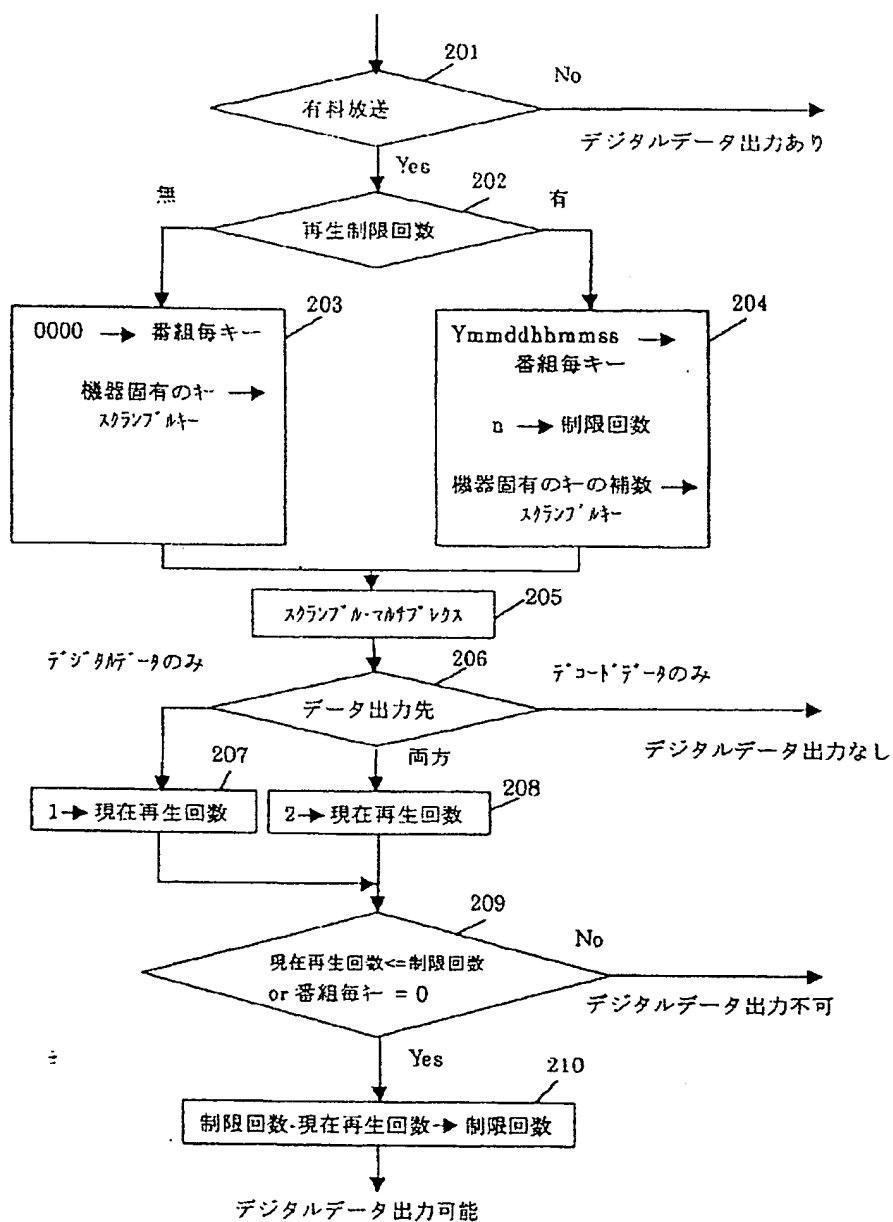 201
No
有料放送
デジタルデータ出力あり
Yes
202
無
有
再生制限回数
203
0000 → 番組毎キー
機器固有のキー →
スクランブルキー
204
Ymmddhhmmss →
番組毎キー
n → 制限回数
機器固有のキーの補数 →
スクランブルキー
スクランブル・マルチプレクス
205
デジタルデータのみ
206
デコードデータのみ
データ出力先
デジタルデータ出力なし
207
両方
208
1→現在再生回数
2→現在再生回数
209
No
現在再生回数<=制限回数
or 番組毎キー = 0
デジタルデータ出力不可
Yes
210
制限回数-現在再生回数→ 制限回数
デジタルデータ出力可能